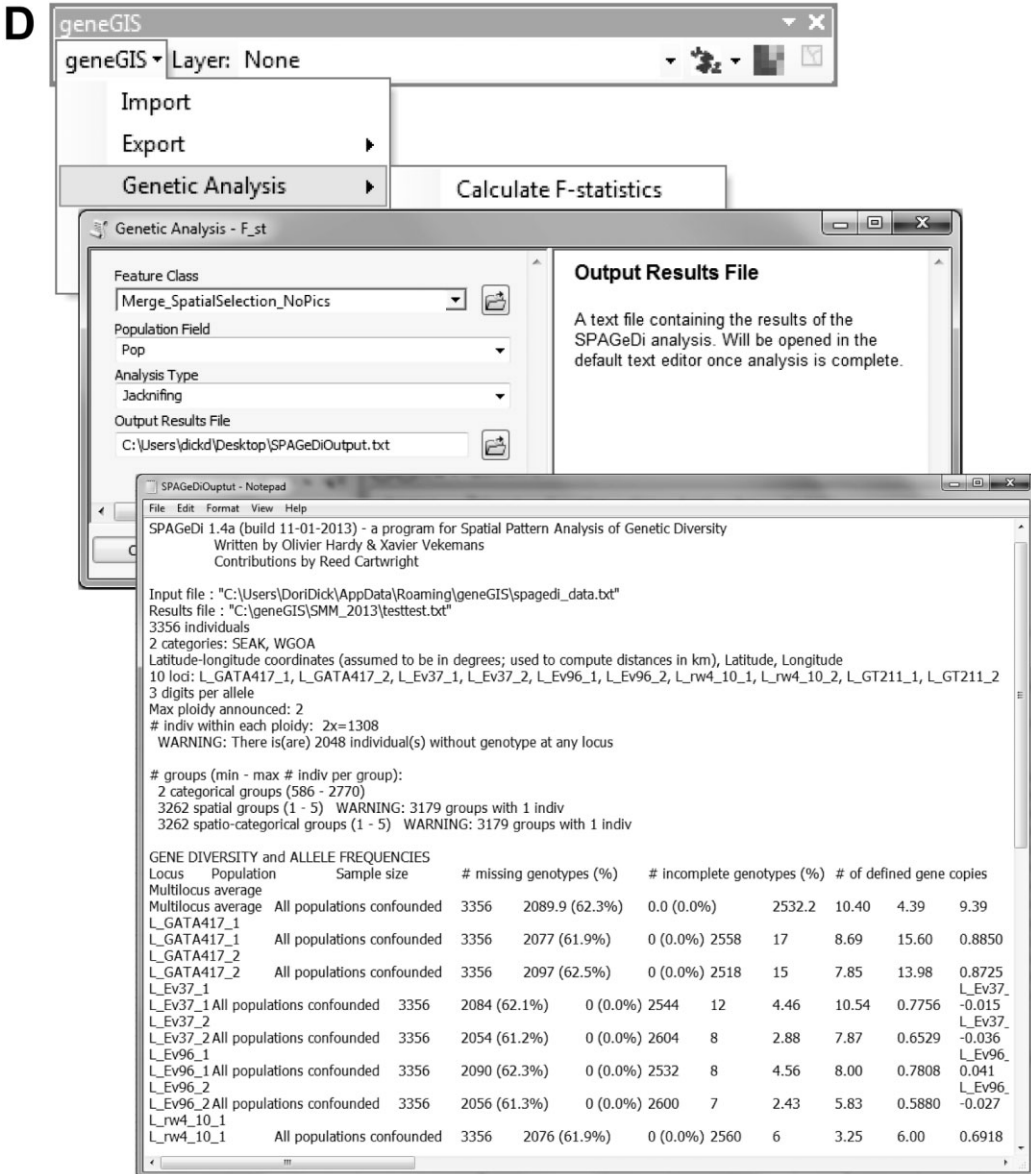 D
geneGIS
geneGIS Layer: None
Import
Export
Genetic Analysis
Calculate F-statistics
Genetic Analysis - F_st
Feature Class
Merge_SpatialSelection_NoPics
Population Field
Pop
Analysis Type
Jacknifing
Output Results File
C:\Users\dickd\Desktop\SPAGeDiOutput.txt
Output Results File
A text file containing the results of the
SPAGeDi analysis. Will be opened in the
default text editor once analysis is complete.
SPAGeDiOuptut - Notepad
File Edit Format View Help
SPAGeDi 1.4a (build 11-01-2013) - a program for Spatial Pattern Analysis of Genetic Diversity
Written by Olivier Hardy & Xavier Vekemans
Contributions by Reed Cartwright
Input file : "C:\Users\DoriDick\AppData\Roaming\geneGIS\spagedi_data.txt"
Results file : "C:\geneGIS\SMM_2013\testtest.txt"
3356 individuals
2 categories: SEAK, WGOA
Latitude-longitude coordinates (assumed to be in degrees; used to compute distances in km), Latitude, Longitude
10 loci: L_GATA417_1, L_GATA417_2, L_Ev37_1, L_Ev37_2, L_Ev96_1, L_Ev96_2, L_rw4_10_1, L_rw4_10_2, L_GT211_1, L_GT211_2
3 digits per allele
Max ploidy announced: 2
# indiv within each ploidy: 2x=1308
WARNING: There is(are) 2048 individual(s) without genotype at any locus
# groups (min - max # indiv per group):
2 categorical groups (586 - 2770)
3262 spatial groups (1 - 5) WARNING: 3179 groups with 1 indiv
3262 spatio-categorical groups (1 - 5) WARNING: 3179 groups with 1 indiv
GENE DIVERSITY and ALLELE FREQUENCIES
Locus Population Sample size # missing genotypes (%) # incomplete genotypes (%) # of defined gene copies
Multilocus average
Multilocus average All populations confounded 3356 2089.9 (62.3%) 0.0 (0.0%) 2532.2 10.40 4.39 9.39
L_GATA417_1
L_GATA417_1 All populations confounded 3356 2077 (61.9%) 0 (0.0%) 2558 17 8.69 15.60 0.8850
L_GATA417_2
L_GATA417_2 All populations confounded 3356 2097 (62.5%) 0 (0.0%) 2518 15 7.85 13.98 0.8725
L_Ev37_1 L_Ev37_
L_Ev37_1 All populations confounded 3356 2084 (62.1%) 0 (0.0%) 2544 12 4.46 10.54 0.7756 -0.015
L_Ev37_2 L_Ev37_
L_Ev37_2 All populations confounded 3356 2054 (61.2%) 0 (0.0%) 2604 8 2.88 7.87 0.6529 -0.036
L_Ev96_1 L_Ev96_
L_Ev96_1 All populations confounded 3356 2090 (62.3%) 0 (0.0%) 2532 8 4.56 8.00 0.7808 0.041
L_Ev96_2 L_Ev96_
L_Ev96_2 All populations confounded 3356 2056 (61.3%) 0 (0.0%) 2600 7 2.43 5.83 0.5880 -0.027
L_rw4_10_1
L_rw4_10_1 All populations confounded 3356 2076 (61.9%) 0 (0.0%) 2560 6 3.25 6.00 0.6918